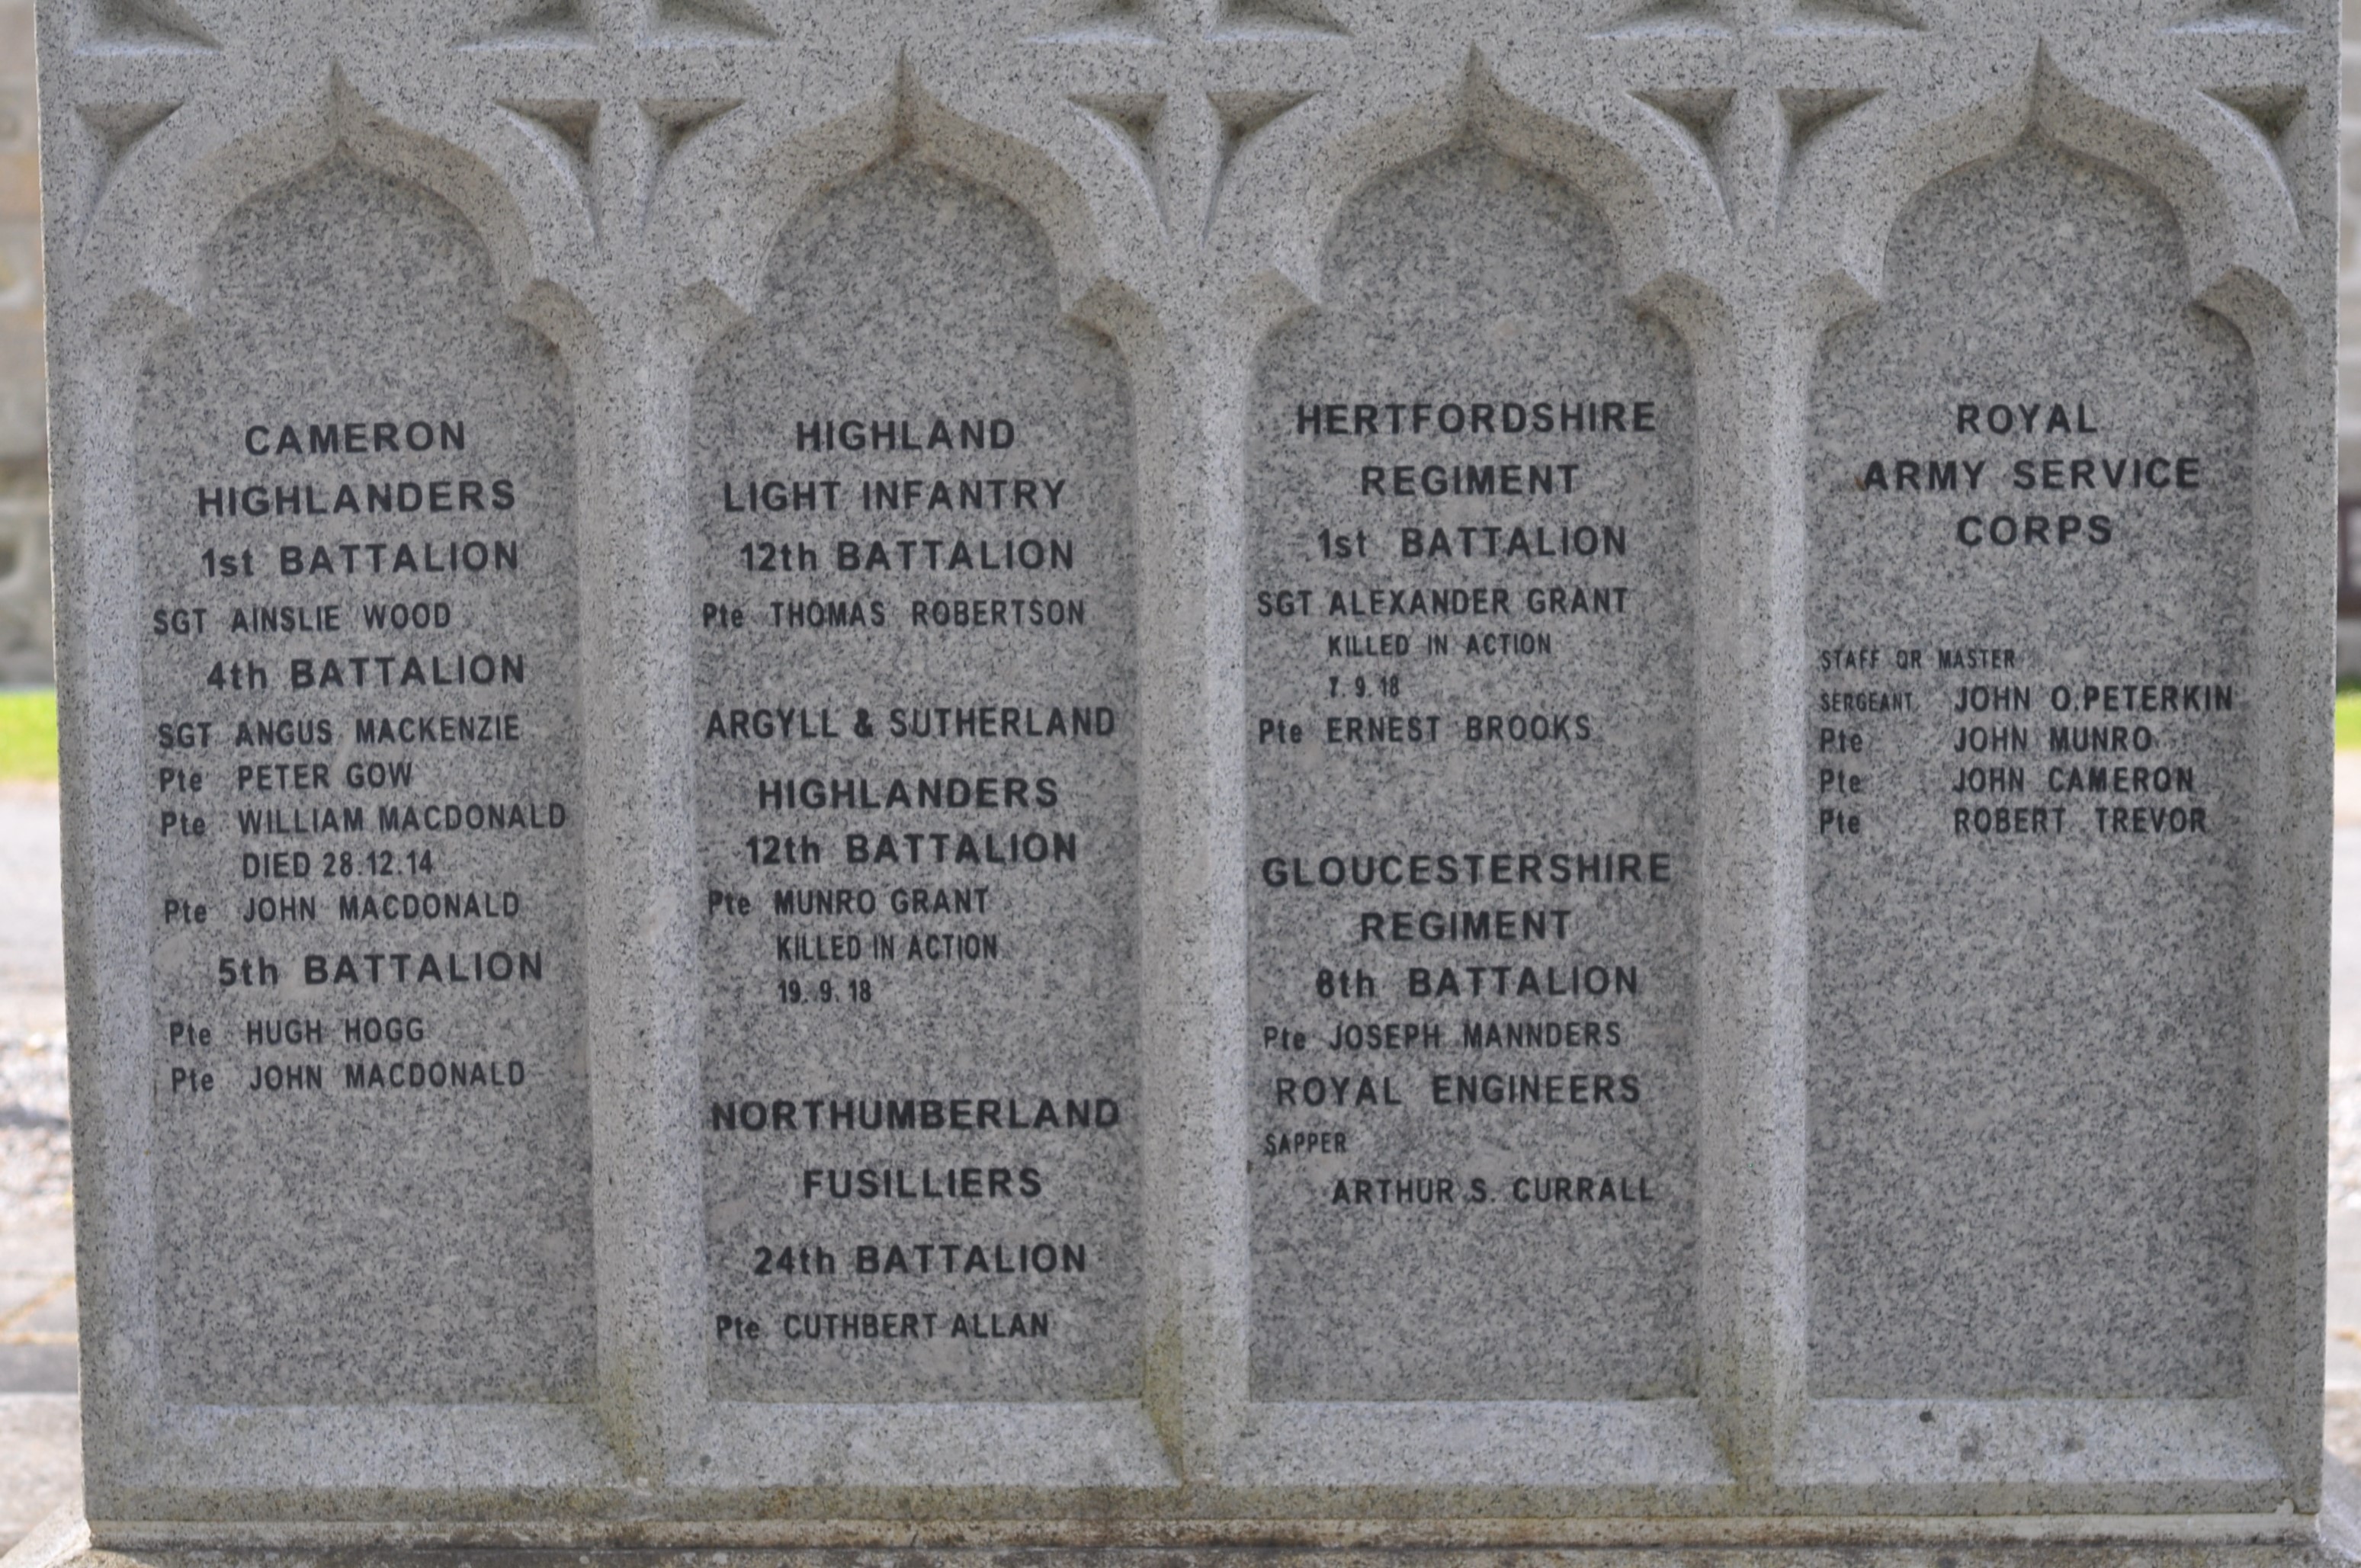 CAMERON
HIGHLANDERS
1st BATTALION
SGT AINSLIE WOOD
4th BATTALION
SGT ANGUS MACKENZIE
Pte PETER GOW
Pte WILLIAM MACDONALD
DIED 28.12.14
Pte JOHN MACDONALD
5th BATTALION
Pte HUGH HOGG
Pte JOHN MACDONALD
HIGHLAND
LIGHT INFANTRY
12th BATTALION
Pte THOMAS ROBERTSON
ARGYLL & SUTHERLAND
HIGHLANDERS
12th BATTALION
Pte MUNRO GRANT
KILLED IN ACTION
19.9.18
NORTHUMBERLAND
FUSILLIERS
24th BATTALION
Pte CUTHBERT ALLAN
HERTFORDSHIRE
REGIMENT
1st BATTALION
SGT ALEXANDER GRANT
KILLED IN ACTION
7.9.18
Pte ERNEST BROOKS
GLOUCESTERSHIRE
REGIMENT
8th BATTALION
Pte JOSEPH MANNDERS
ROYAL ENGINEERS
SAPPER
ARTHUR S. CURRALL
ROYAL
ARMY SERVICE
CORPS
STAFF QR MASTER
SERGEANT JOHN O.PETERKIN
Pte JOHN MUNRO
Pte JOHN CAMERON
Pte ROBERT TREVOR